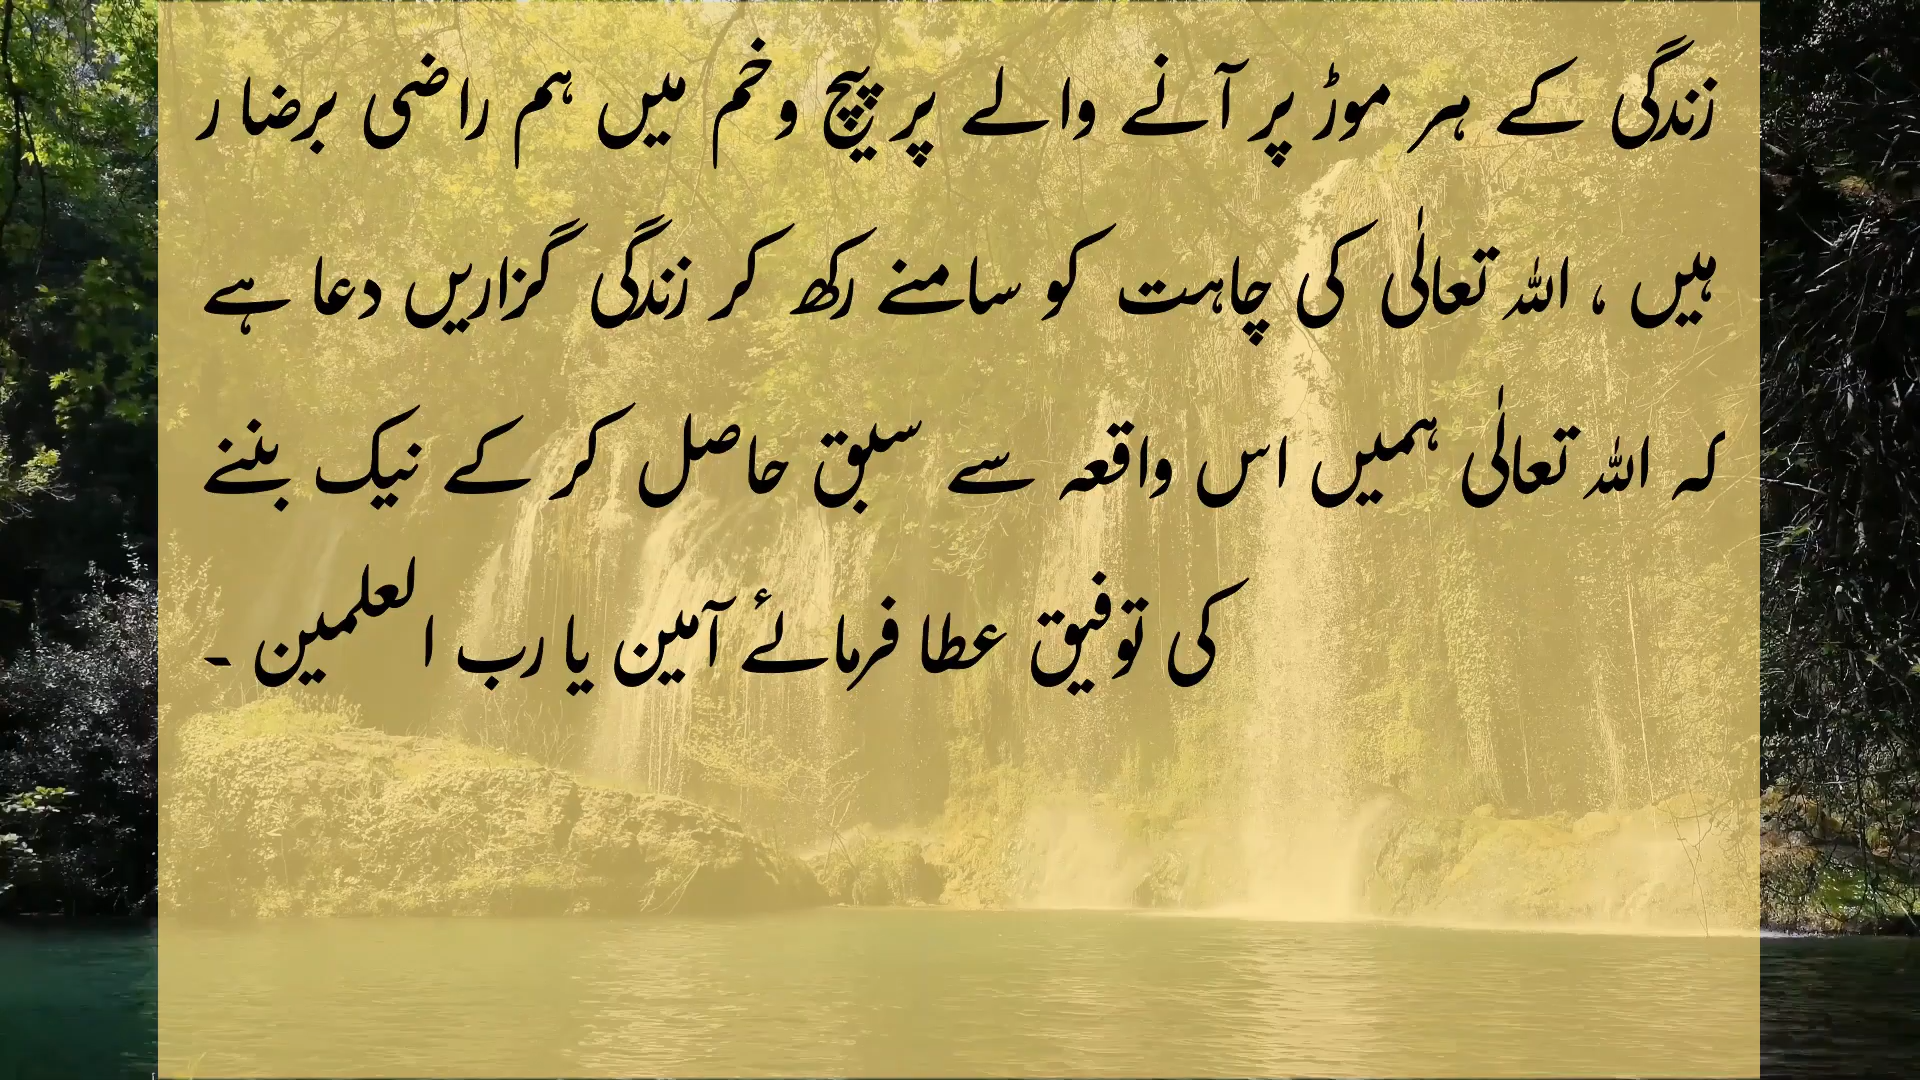 زندگی کے ہر موڑ پر آنے والے پر پیچ و خم میں ہم راضی برضا ر
ہیں ، اللہ تعالٰی کی چاہت کو سامنے رکھ کر زندگی گزاریں دعا ہے
کہ اللہ تعالٰی ہمیں اس واقعہ سے سبق حاصل کر کے نیک بننے
کی توفیق عطا فرمائے آمین یا رب العلمین ۔